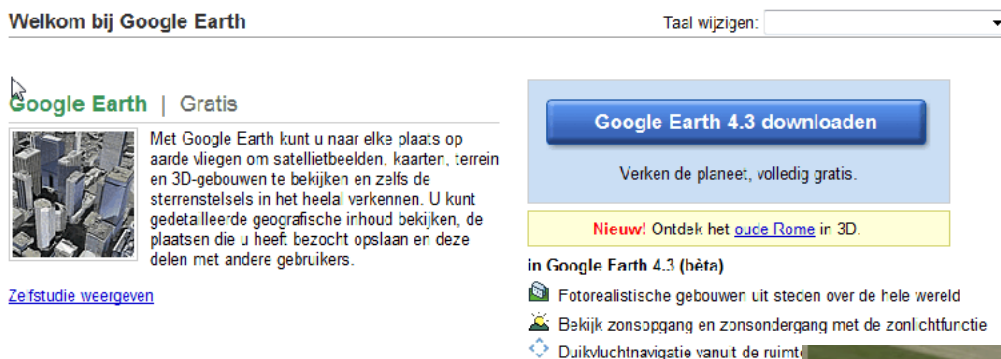 Welkom bij Google Earth
Taal wijzigen:
Google Earth | Gratis
Met Google Earth kunt u naar elke plaats op
aarde vliegen om satellietbeelden, kaarten, terrein
en 3D-gebouwen te bekijken en zelfs de
sterrenstelsels in het heelal verkennen. U kunt
gedetailleerde geografische inhoud bekijken, de
plaatsen die u heeft bezocht opslaan en deze
delen met andere gebruikers.
Zelfstudie weergeven
Google Earth 4.3 downloaden
Verken de planeet, volledig gratis.
Nieuw! Ontdek het oude Rome in 3D.
in Google Earth 4.3 (bèta)
Fotorealistische gebouwen uit steden over de hele wereld
Bekijk zonsopgang en zonsondergang met de zonlichtfunctie
Duikvluchtnavigatie vanuit de